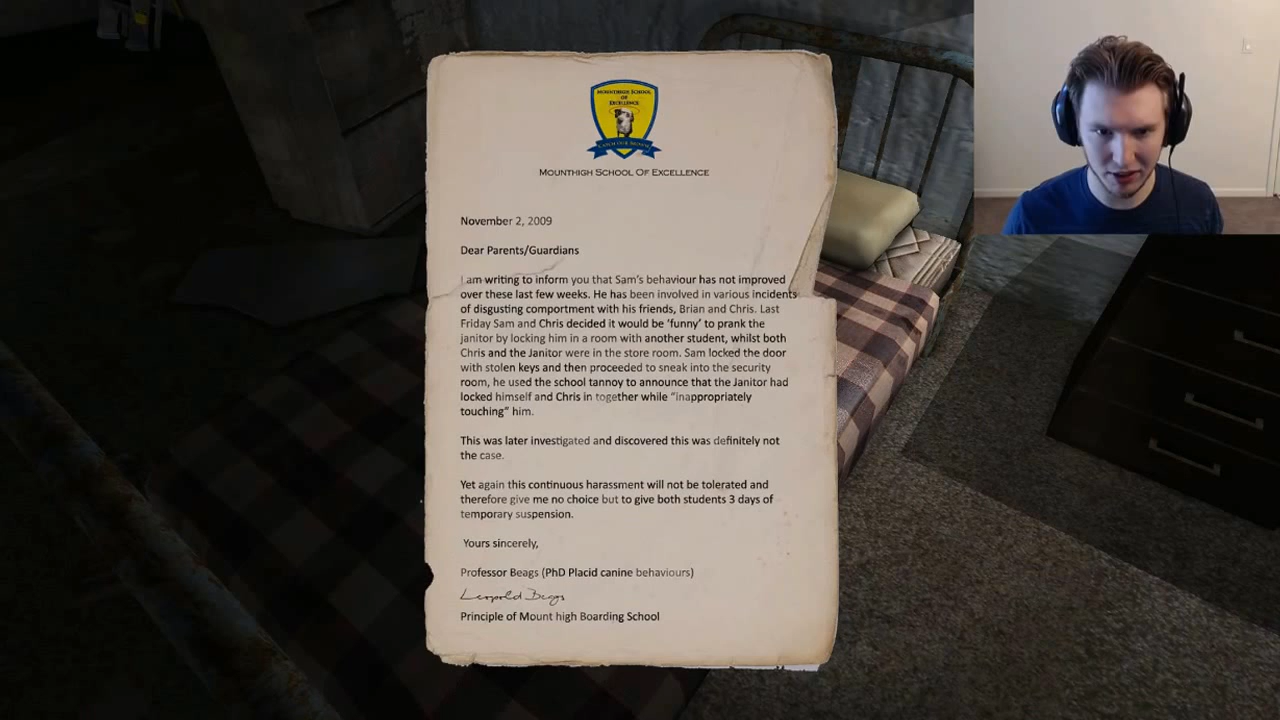 MOUNTHIGH SCHOOL
OF
EXCELLENCE
MOUNTHIGH SCHOOL OF EXCELLENCE
November 2, 2009
Dear Parents/Guardians
I am writing to inform you that Sam's behaviour has not improved
over these last few weeks. He has been involved in various incidents
of disgusting comportment with his friends, Brian and Chris. Last
Friday Sam and Chris decided it would be 'funny' to prank the
janitor by locking him in a room with another student, whilst both
Chris and the Janitor were in the store room. Sam locked the door
with stolen keys and then proceeded to sneak into the security
room, he used the school tannoy to announce that the Janitor had
locked himself and Chris in together while "inappropriately
touching" him.
This was later investigated and discovered this was definitely not
the case.
Yet again this continuous harassment will not be tolerated and
therefore give me no choice but to give both students 3 days of
temporary suspension.
Yours sincerely,
Professor Beags (PhD Placid canine behaviours)
Leopold Beags
Principle of Mount high Boarding School